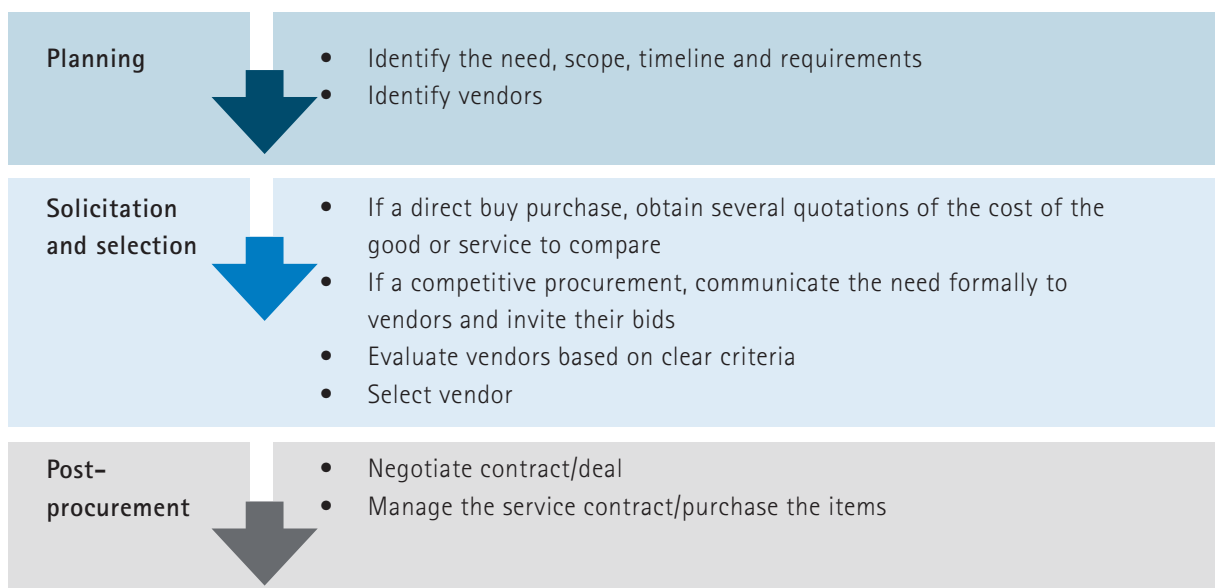 Planning
• Identify the need, scope, timeline and requirements
• Identify vendors
Solicitation
and selection
• If a direct buy purchase, obtain several quotations of the cost of the
good or service to compare
• If a competitive procurement, communicate the need formally to
vendors and invite their bids
• Evaluate vendors based on clear criteria
• Select vendor
Post-
procurement
• Negotiate contract/deal
• Manage the service contract/purchase the items